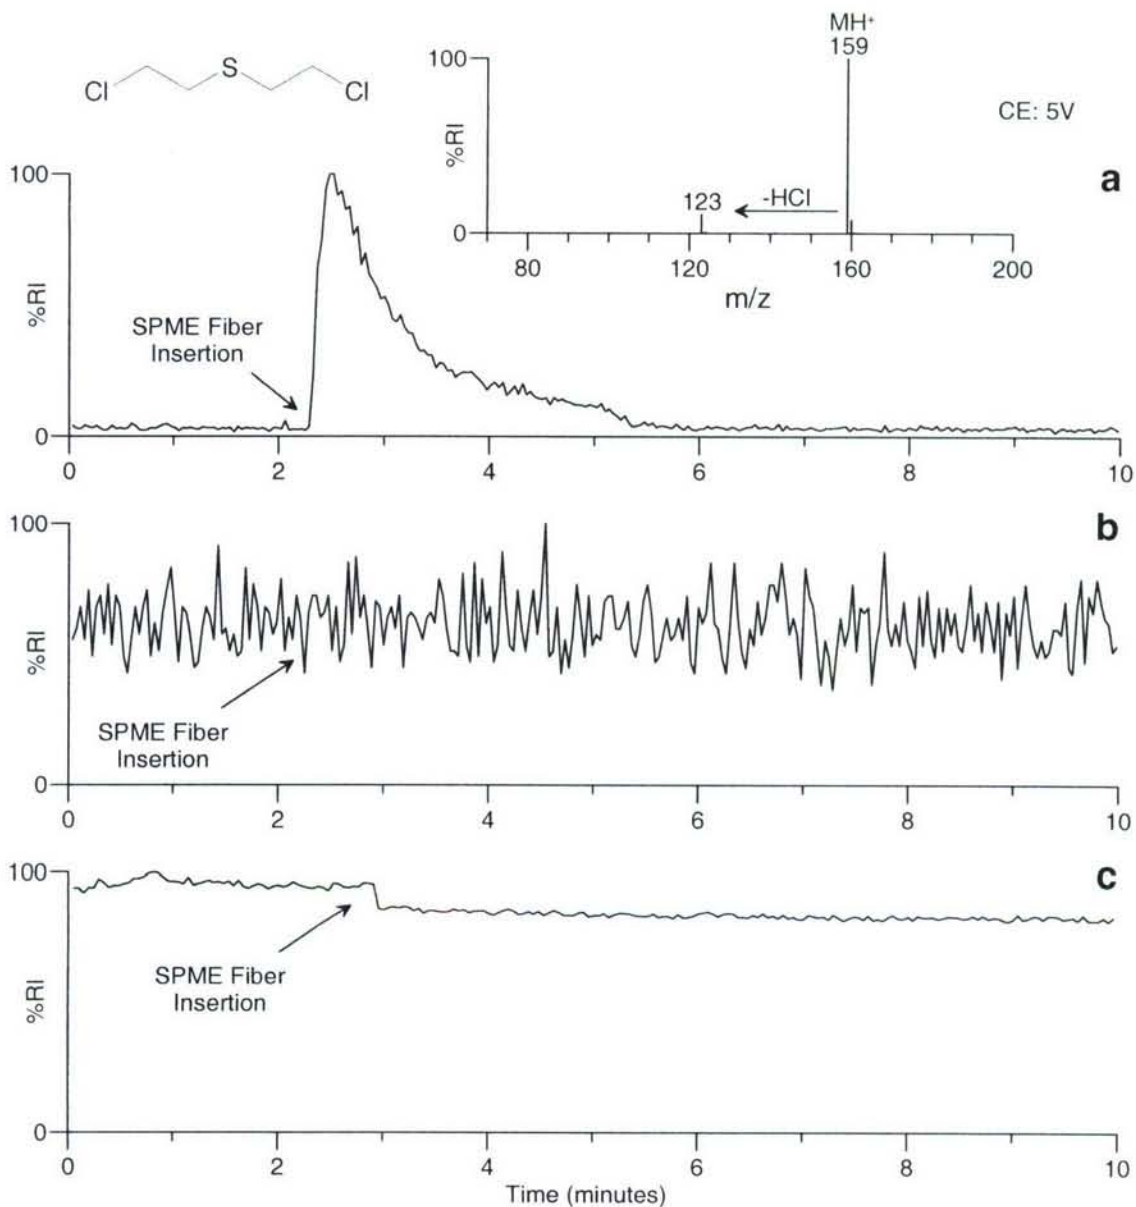 MH+
159
100
S
Cl
Cl
CE: 5V
%RI
a
100
123
-HCl
0
80
120
160
200
m/z
%RI
SPME Fiber
Insertion
0
0
2
4
6
8
10
100
b
%RI
SPME Fiber
Insertion
0
0
2
4
6
8
10
100
c
SPME Fiber
Insertion
%RI
0
0
2
4
6
8
10
Time (minutes)